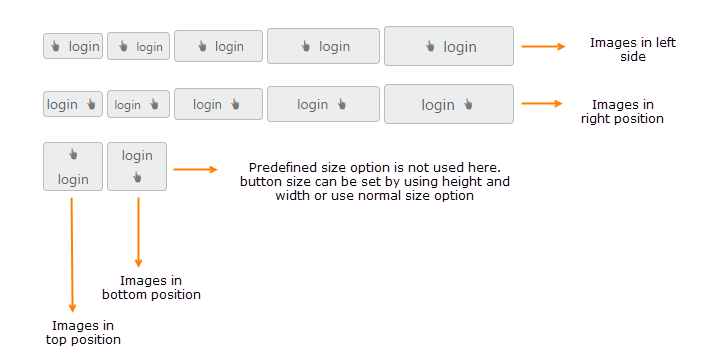 login login login login login
Images in left
side
login login login login login
Images in
right position
login
login
Predefined size option is not used here.
button size can be set by using height and
width or use normal size option
Images in
bottom position
Images in
top position